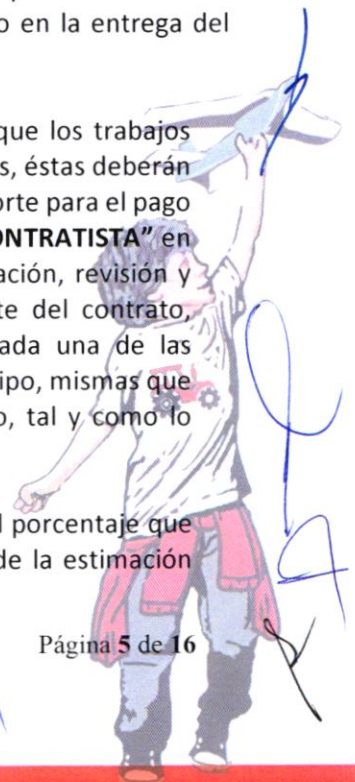 o en la entrega del
que los trabajos
s, éstas deberán
orte para el pago
ONTRATISTA" en
ación, revisión y
te del contrato,
ada una de las
ipo, mismas que
o, tal y como lo
l porcentaje que
de la estimación
Página 5 de 16